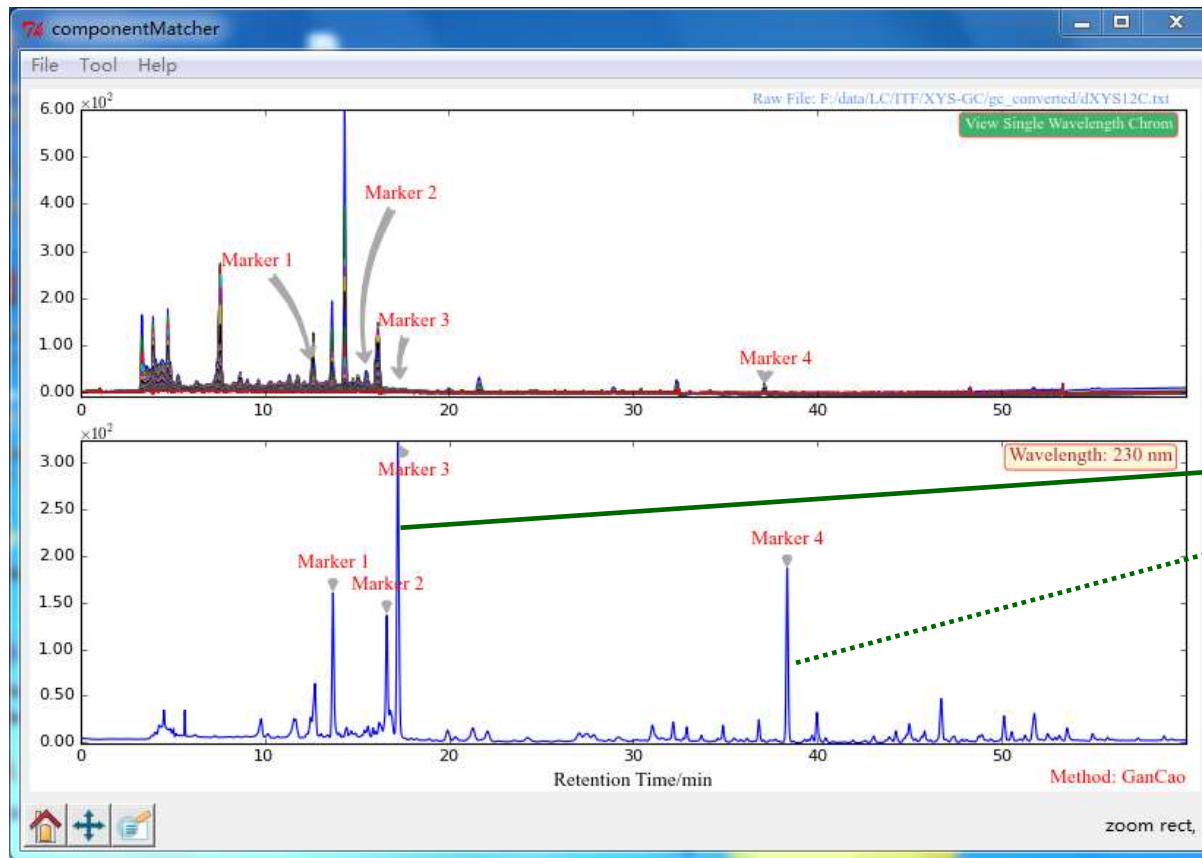 componentMatcher
File Tool Help
×10²
Raw File: F:/data/LC/ITF/XYS-GC/gc_converted/dXYS12C.txt
View Single Wavelength Chrom
6.00
5.00
4.00
3.00
2.00
1.00
0.00
Marker 1
Marker 2
Marker 3
Marker 4
0 10 20 30 40 50
×10²
Wavelength: 230 nm
3.00
2.50
2.00
1.50
1.00
0.50
0.00
Marker 3
Marker 1
Marker 2
Marker 4
0 10 20 30 40 50
Retention Time/min
Method: GanCao
zoom rect,